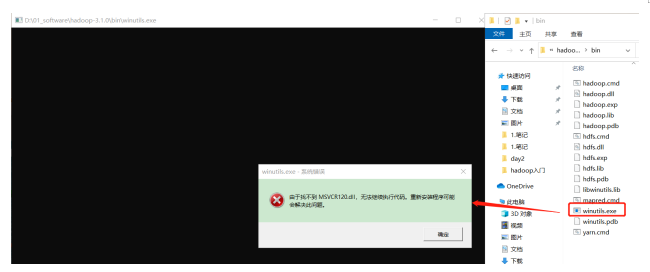 D:\01_software\hadoop-3.1.0\bin\winutils.exe
bin
文件 主页 共享 查看
hadoo... > bin
名称
快速访问
桌面
下载
文档
图片
1.笔记
1.笔记
day2
hadoop入门
OneDrive
此电脑
3D 对象
视频
图片
文档
下载
hadoop.cmd
hadoop.dll
hadoop.exp
hadoop.lib
hadoop.pdb
hdfs.cmd
hdfs.dll
hdfs.exp
hdfs.lib
hdfs.pdb
libwinutils.lib
mapred.cmd
winutils.exe
winutils.pdb
yarn.cmd
winutils.exe - 系统错误
由于找不到 MSVCR120.dll，无法继续执行代码。重新安装程序可能
会解决此问题。
确定